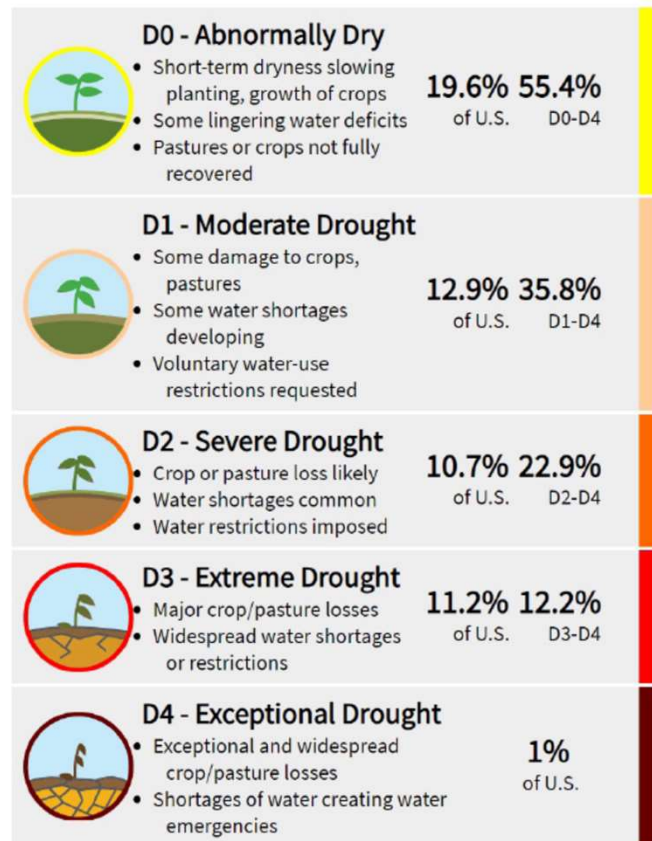 D0 - Abnormally Dry
• Short-term dryness slowing
planting, growth of crops
• Some lingering water deficits
• Pastures or crops not fully
recovered
19.6% 55.4%
of U.S. D0-D4
D1 - Moderate Drought
• Some damage to crops,
pastures
• Some water shortages
developing
• Voluntary water-use
restrictions requested
12.9% 35.8%
of U.S. D1-D4
D2 - Severe Drought
• Crop or pasture loss likely
• Water shortages common
• Water restrictions imposed
10.7% 22.9%
of U.S. D2-D4
D3 - Extreme Drought
• Major crop/pasture losses
• Widespread water shortages
or restrictions
11.2% 12.2%
of U.S. D3-D4
D4 - Exceptional Drought
• Exceptional and widespread
crop/pasture losses
• Shortages of water creating water
emergencies
1%
of U.S.